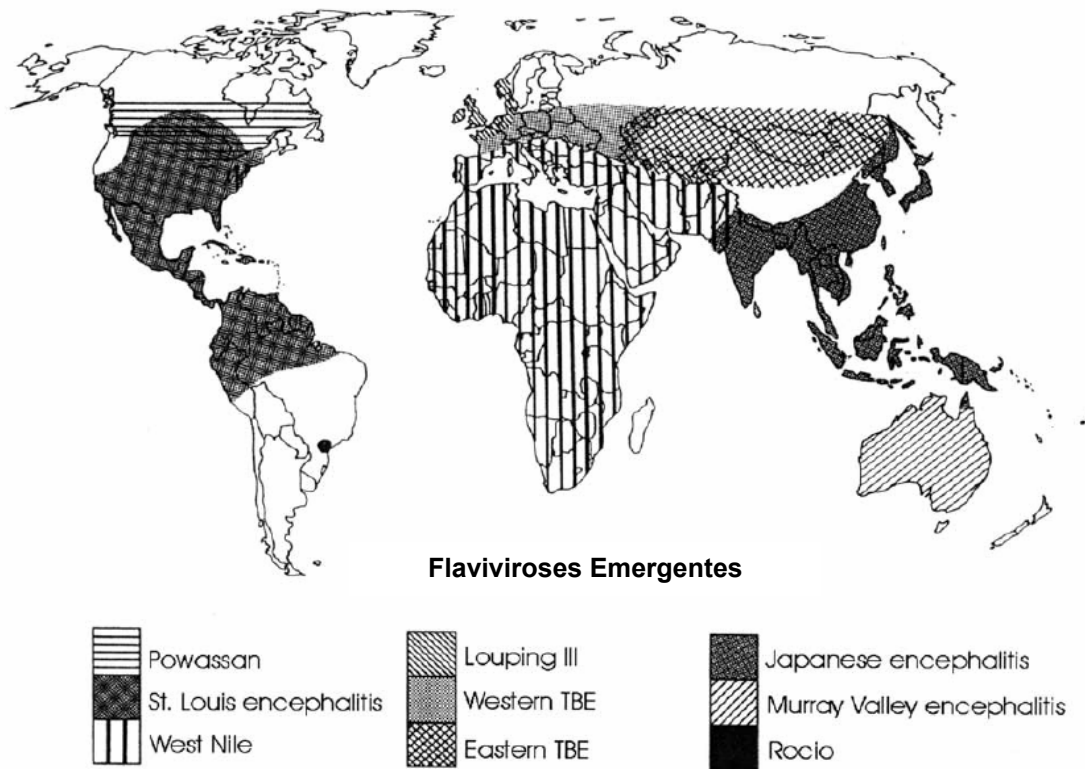 Flaviviroses Emergentes
Powassan
St. Louis encephalitis
West Nile
Louping Ill
Western TBE
Eastern TBE
Japanese encephalitis
Murray Valley encephalitis
Rocio